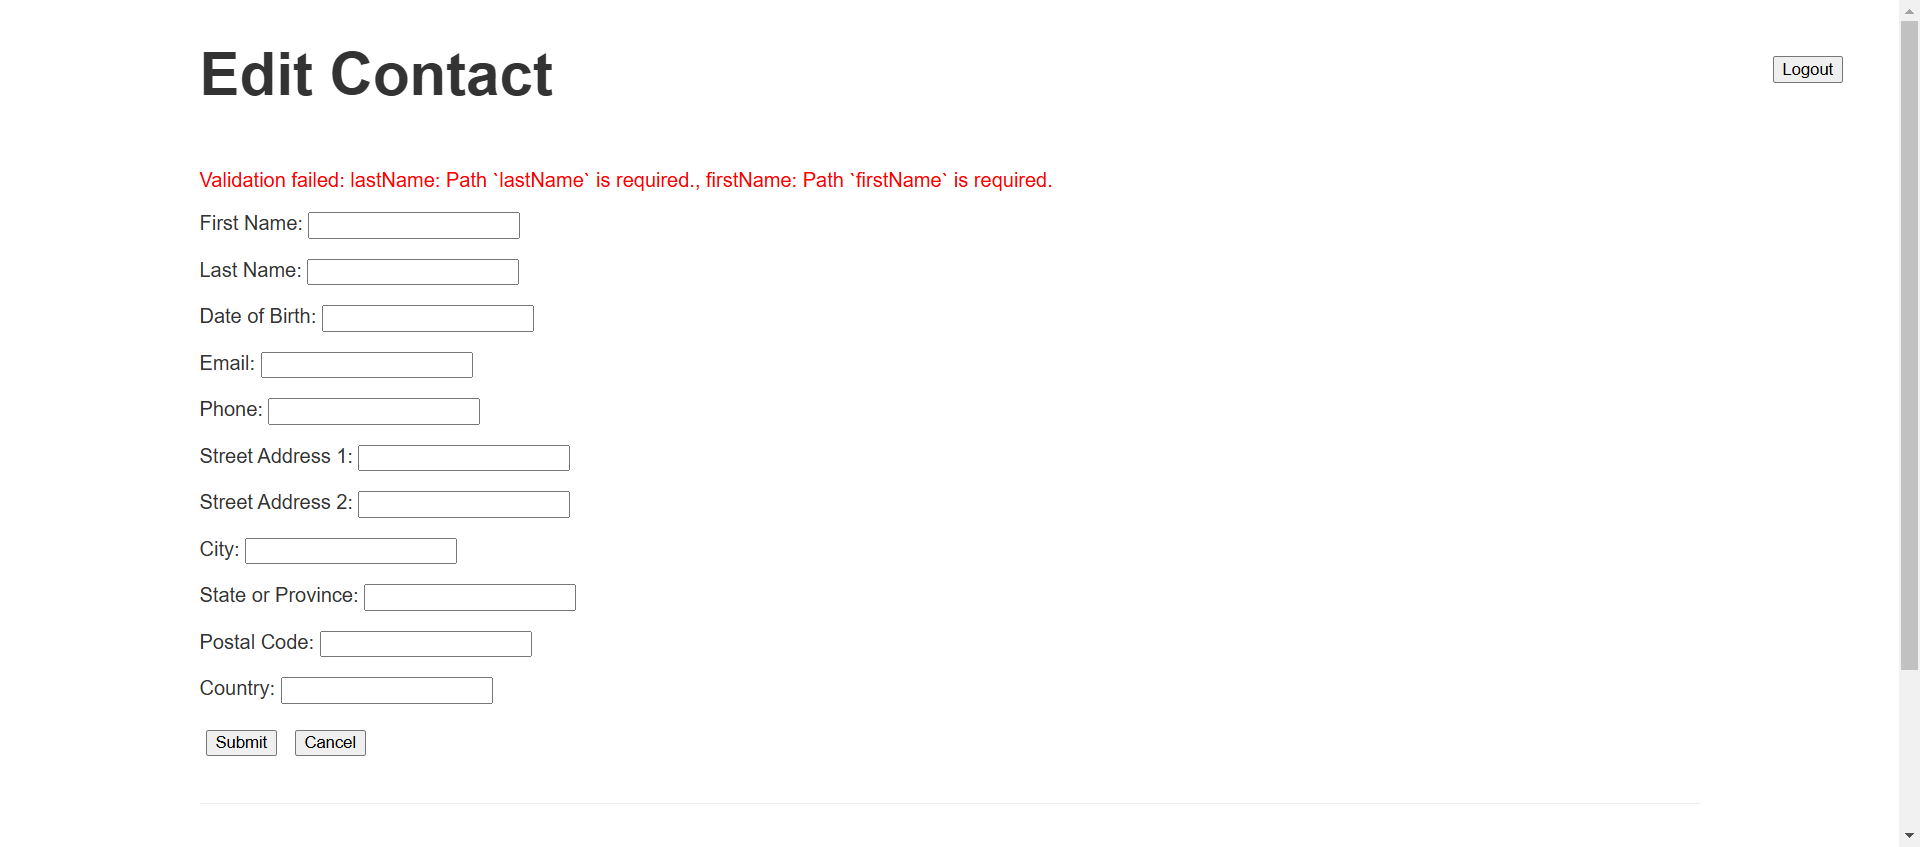 Edit Contact
Logout
Validation failed: lastName: Path `lastName` is required., firstName: Path `firstName` is required.
First Name:
Last Name:
Date of Birth:
Email:
Phone:
Street Address 1:
Street Address 2:
City:
State or Province:
Postal Code:
Country:
Submit Cancel